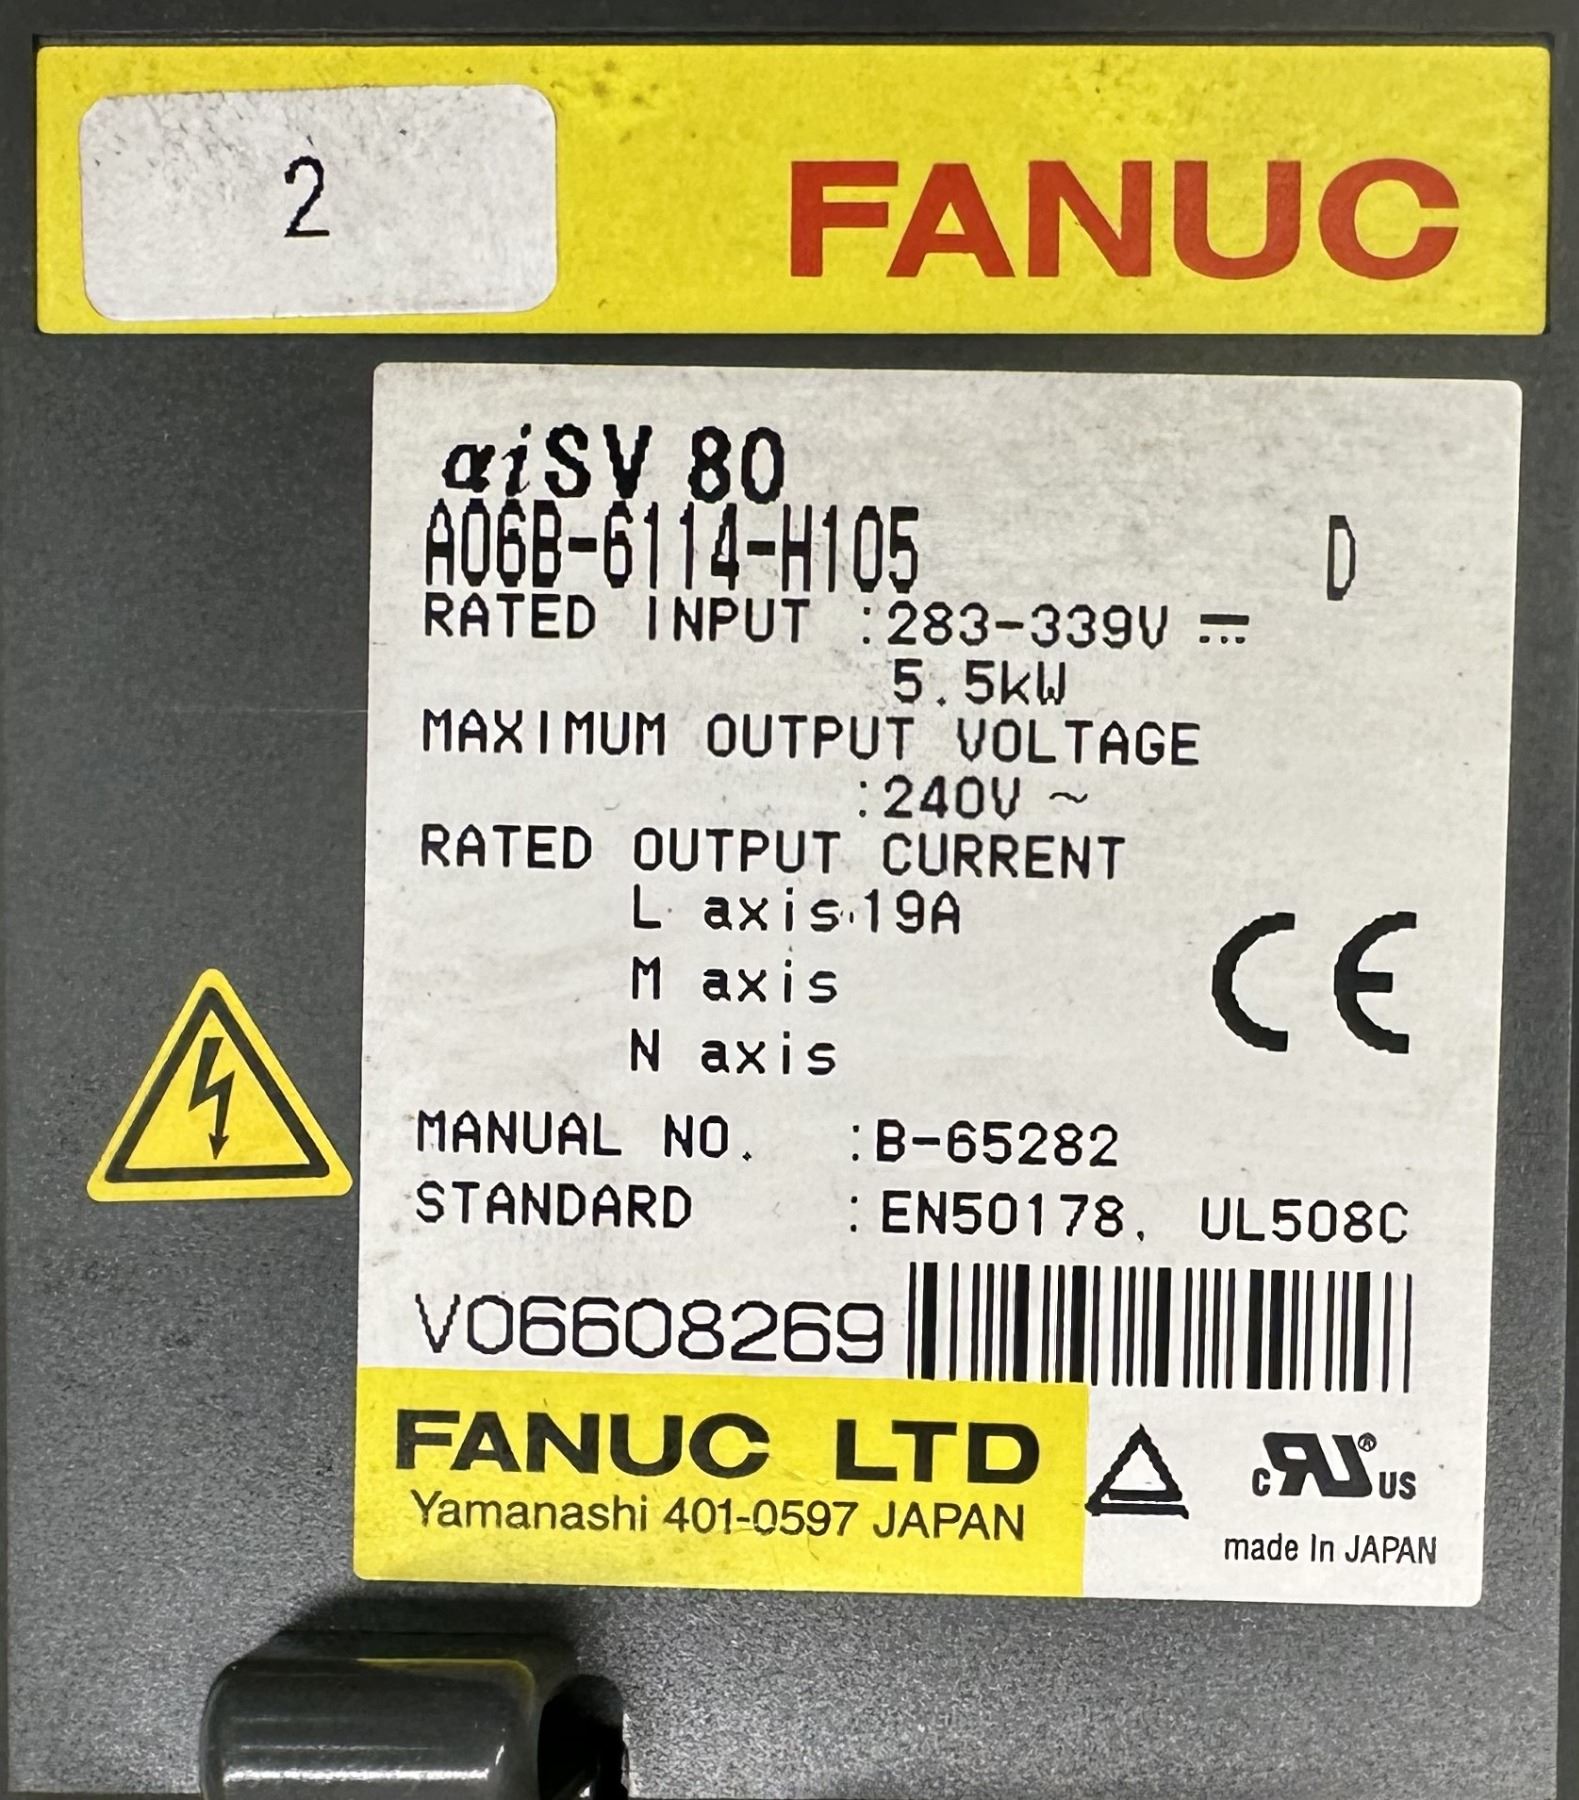 2
FANUC
αiSV 80
A06B-6114-H105 D
RATED INPUT :283-339V ⎓
5.5kW
MAXIMUM OUTPUT VOLTAGE
:240V ~
RATED OUTPUT CURRENT
L axis:19A
M axis
N axis
CE
MANUAL NO. :B-65282
STANDARD :EN50178, UL508C
V06608269
FANUC LTD
Yamanashi 401-0597 JAPAN
c RU® US
made In JAPAN